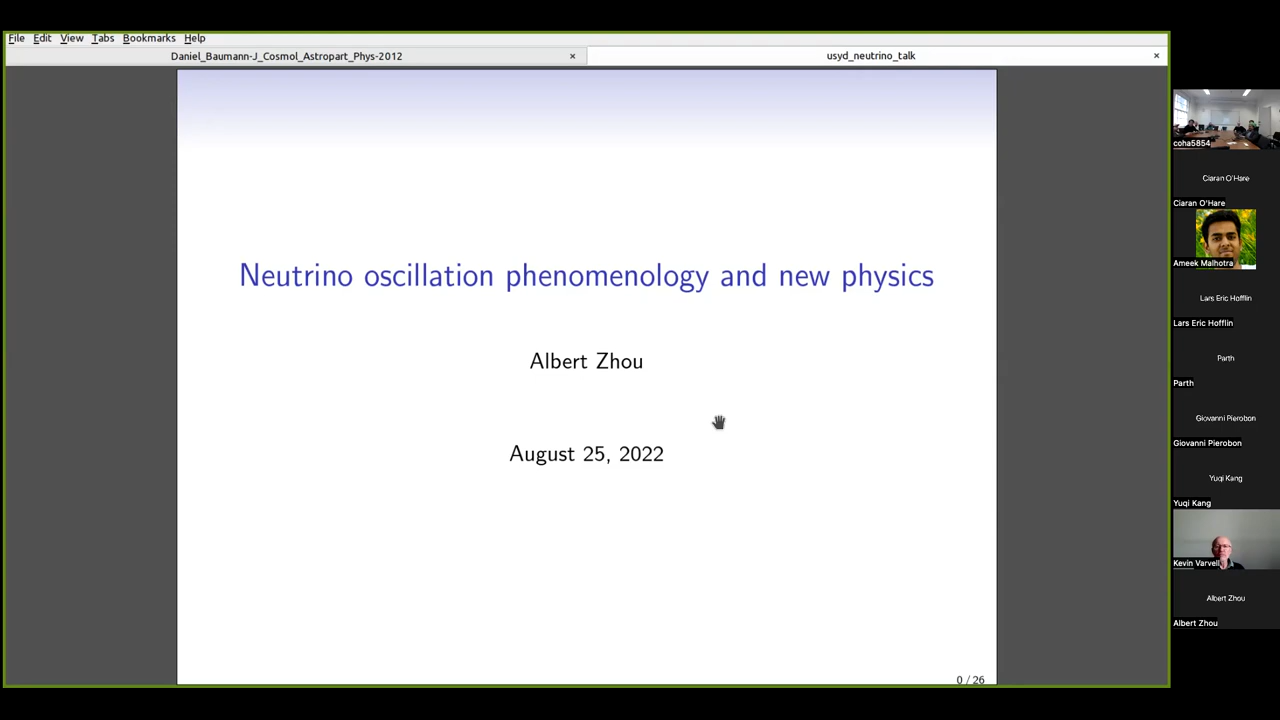 File Edit View Tabs Bookmarks Help
Daniel_Baumann-J_Cosmol_Astropart_Phys-2012 ×
usyd_neutrino_talk ×
Neutrino oscillation phenomenology and new physics
Albert Zhou
August 25, 2022
0 / 26
coha5854
Ciaran O'Hare
Ciaran O'Hare
Ameek Malhotra
Lars Eric Hofflin
Lars Eric Hofflin
Parth
Parth
Giovanni Pierobon
Giovanni Pierobon
Yuqi Kang
Yuqi Kang
Kevin Varvell
Albert Zhou
Albert Zhou